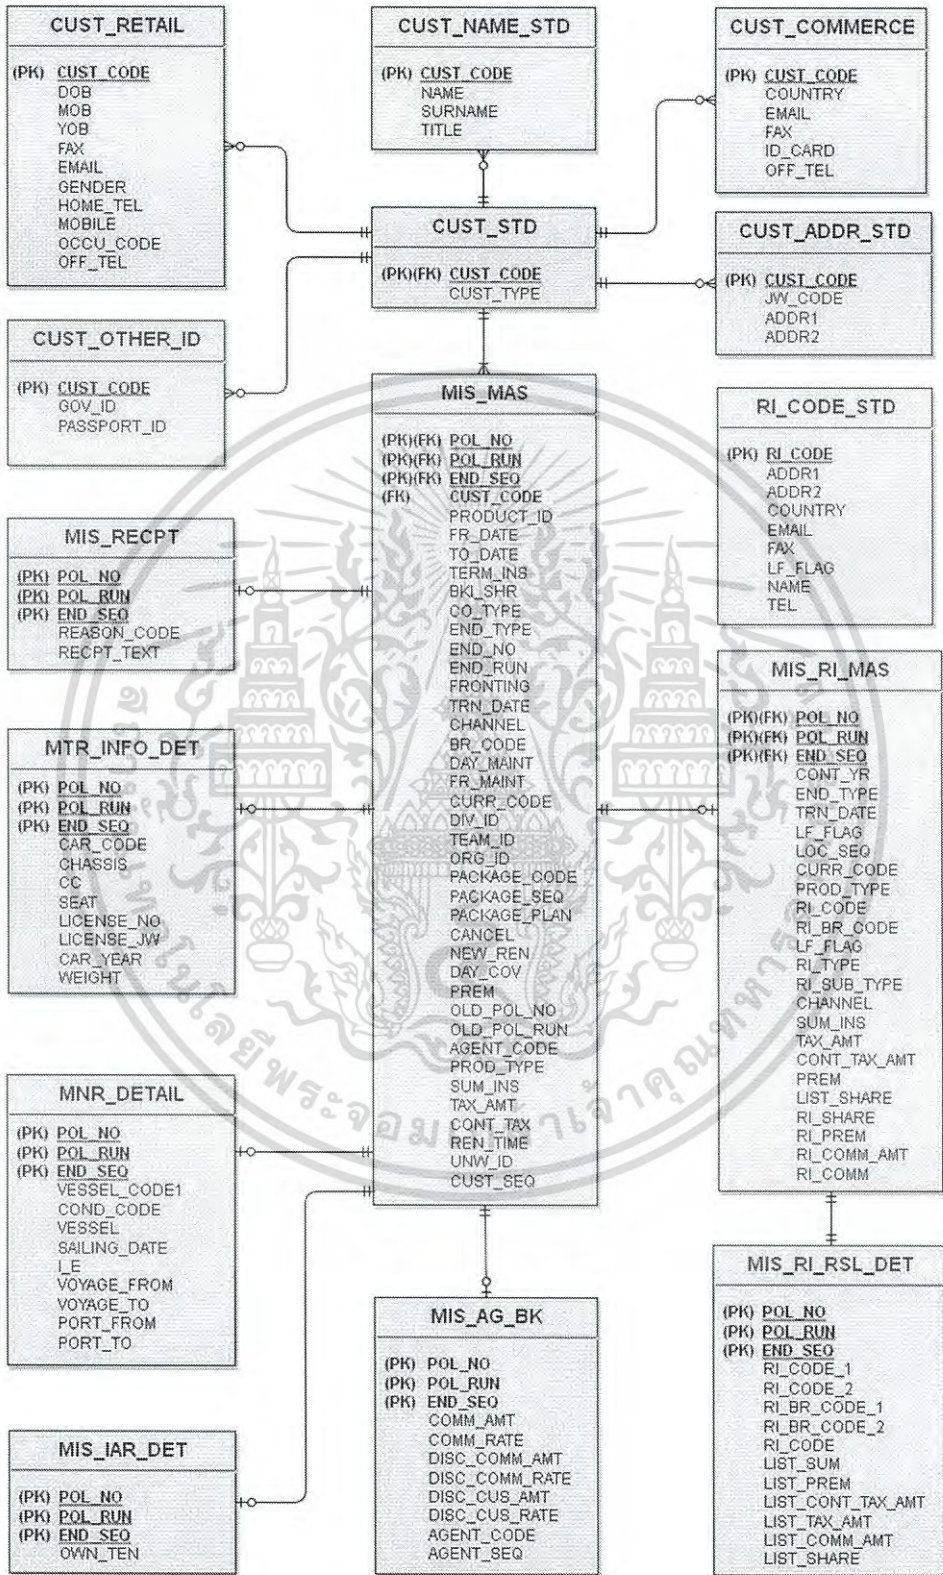 CUST_RETAIL
(PK) CUST_CODE
DOB
MOB
YOB
FAX
EMAIL
GENDER
HOME_TEL
MOBILE
OCCU_CODE
OFF_TEL
CUST_NAME_STD
(PK) CUST_CODE
NAME
SURNAME
TITLE
CUST_COMMERCE
(PK) CUST_CODE
COUNTRY
EMAIL
FAX
ID_CARD
OFF_TEL
CUST_STD
(PK)(FK) CUST_CODE
CUST_TYPE
CUST_ADDR_STD
(PK) CUST_CODE
JW_CODE
ADDR1
ADDR2
CUST_OTHER_ID
(PK) CUST_CODE
GOV_ID
PASSPORT_ID
MIS_MAS
(PK)(FK) POL_NO
(PK)(FK) POL_RUN
(PK)(FK) END_SEQ
(FK) CUST_CODE
PRODUCT_ID
FR_DATE
TO_DATE
TERM_INS
BKI_SHR
CO_TYPE
END_TYPE
END_NO
END_RUN
FRONTING
TRN_DATE
CHANNEL
BR_CODE
DAY_MAINT
FR_MAINT
CURR_CODE
DIV_ID
TEAM_ID
ORG_ID
PACKAGE_CODE
PACKAGE_SEQ
PACKAGE_PLAN
CANCEL
NEW_REN
DAY_COV
PREM
OLD_POL_NO
OLD_POL_RUN
AGENT_CODE
PROD_TYPE
SUM_INS
TAX_AMT
CONT_TAX
REN_TIME
UNW_ID
CUST_SEQ
RI_CODE_STD
(PK) RI_CODE
ADDR1
ADDR2
COUNTRY
EMAIL
FAX
LF_FLAG
NAME
TEL
MIS_RECPT
(PK) POL_NO
(PK) POL_RUN
(PK) END_SEQ
REASON_CODE
RECPT_TEXT
MIS_RI_MAS
(PK)(FK) POL_NO
(PK)(FK) POL_RUN
(PK)(FK) END_SEQ
CONT_YR
END_TYPE
TRN_DATE
LF_FLAG
LOC_SEQ
CURR_CODE
PROD_TYPE
RI_CODE
RI_BR_CODE
LF_FLAG
RI_TYPE
RI_SUB_TYPE
CHANNEL
SUM_INS
TAX_AMT
CONT_TAX_AMT
PREM
LIST_SHARE
RI_SHARE
RI_PREM
RI_COMM_AMT
RI_COMM
MTR_INFO_DET
(PK) POL_NO
(PK) POL_RUN
(PK) END_SEQ
CAR_CODE
CHASSIS
CC
SEAT
LICENSE_NO
LICENSE_JW
CAR_YEAR
WEIGHT
MNR_DETAIL
(PK) POL_NO
(PK) POL_RUN
(PK) END_SEQ
VESSEL_CODE1
COND_CODE
VESSEL
SAILING_DATE
I_E
VOYAGE_FROM
VOYAGE_TO
PORT_FROM
PORT_TO
MIS_RI_RSL_DET
(PK) POL_NO
(PK) POL_RUN
(PK) END_SEQ
RI_CODE_1
RI_CODE_2
RI_BR_CODE_1
RI_BR_CODE_2
RI_CODE
LIST_SUM
LIST_PREM
LIST_CONT_TAX_AMT
LIST_TAX_AMT
LIST_COMM_AMT
LIST_SHARE
MIS_AG_BK
(PK) POL_NO
(PK) POL_RUN
(PK) END_SEQ
COMM_AMT
COMM_RATE
DISC_COMM_AMT
DISC_COMM_RATE
DISC_CUS_AMT
DISC_CUS_RATE
AGENT_CODE
AGENT_SEQ
MIS_IAR_DET
(PK) POL_NO
(PK) POL_RUN
(PK) END_SEQ
OWN_TEN